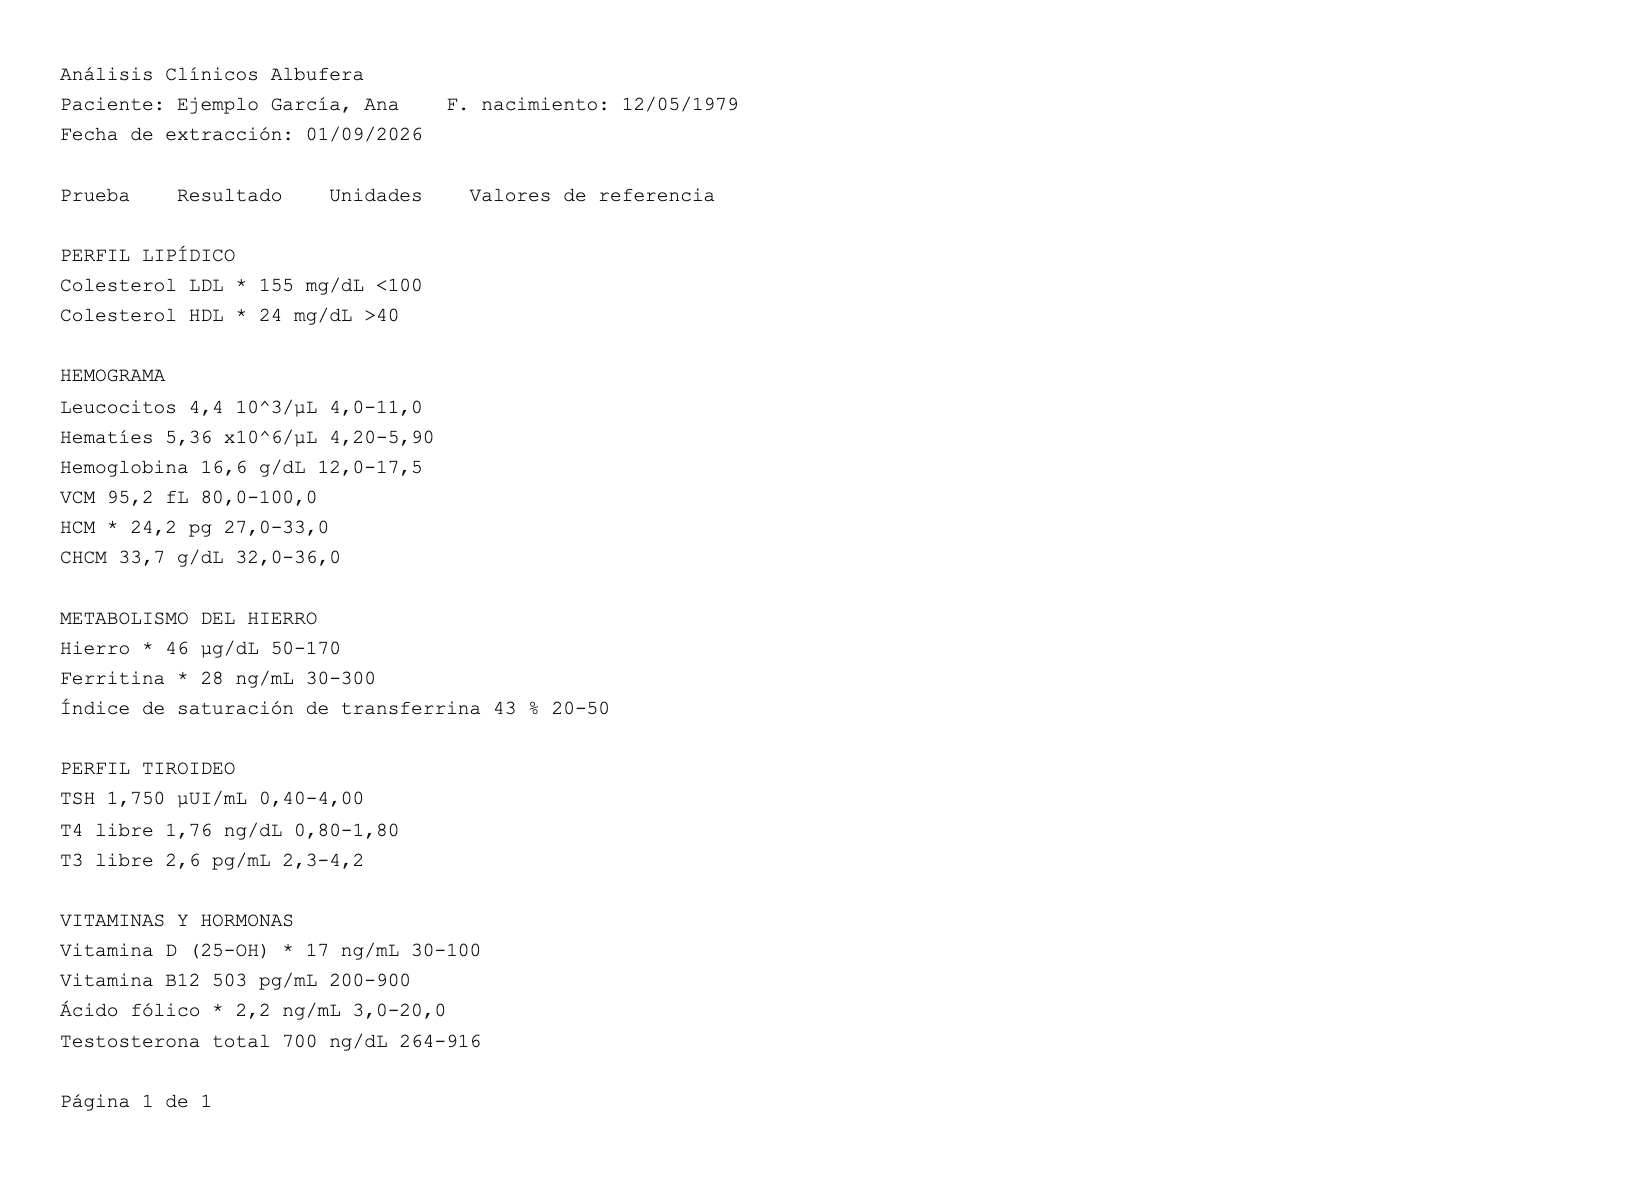 Análisis Clínicos Albufera
Paciente: Ejemplo García, Ana    F. nacimiento: 12/05/1979
Fecha de extracción: 01/09/2026
Prueba    Resultado    Unidades    Valores de referencia
PERFIL LIPÍDICO
Colesterol LDL * 155 mg/dL <100
Colesterol HDL * 24 mg/dL >40
HEMOGRAMA
Leucocitos 4,4 10^3/µL 4,0-11,0
Hematíes 5,36 x10^6/µL 4,20-5,90
Hemoglobina 16,6 g/dL 12,0-17,5
VCM 95,2 fL 80,0-100,0
HCM * 24,2 pg 27,0-33,0
CHCM 33,7 g/dL 32,0-36,0
METABOLISMO DEL HIERRO
Hierro * 46 µg/dL 50-170
Ferritina * 28 ng/mL 30-300
Índice de saturación de transferrina 43 % 20-50
PERFIL TIROIDEO
TSH 1,750 µUI/mL 0,40-4,00
T4 libre 1,76 ng/dL 0,80-1,80
T3 libre 2,6 pg/mL 2,3-4,2
VITAMINAS Y HORMONAS
Vitamina D (25-OH) * 17 ng/mL 30-100
Vitamina B12 503 pg/mL 200-900
Ácido fólico * 2,2 ng/mL 3,0-20,0
Testosterona total 700 ng/dL 264-916
Página 1 de 1